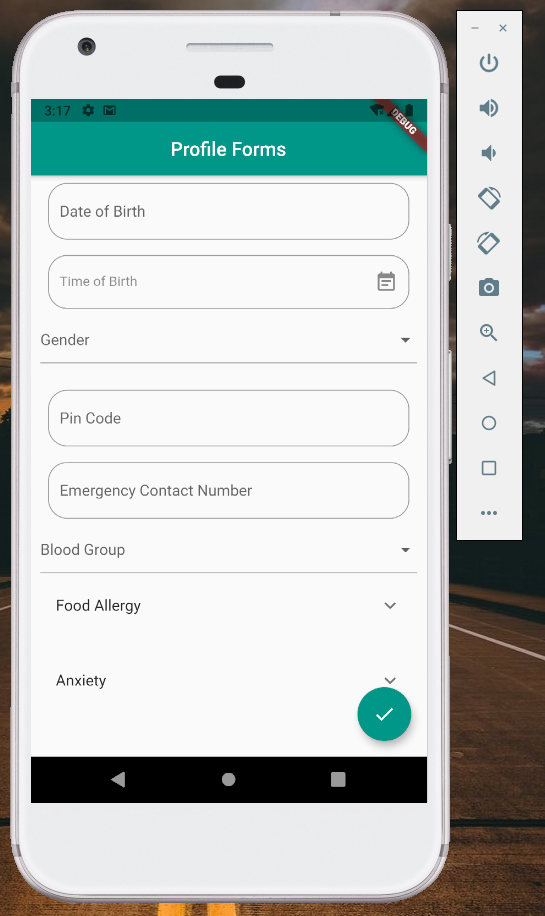 3:17
DEBUG
Profile Forms
Date of Birth
Time of Birth
Gender
Pin Code
Emergency Contact Number
Blood Group
Food Allergy
Anxiety